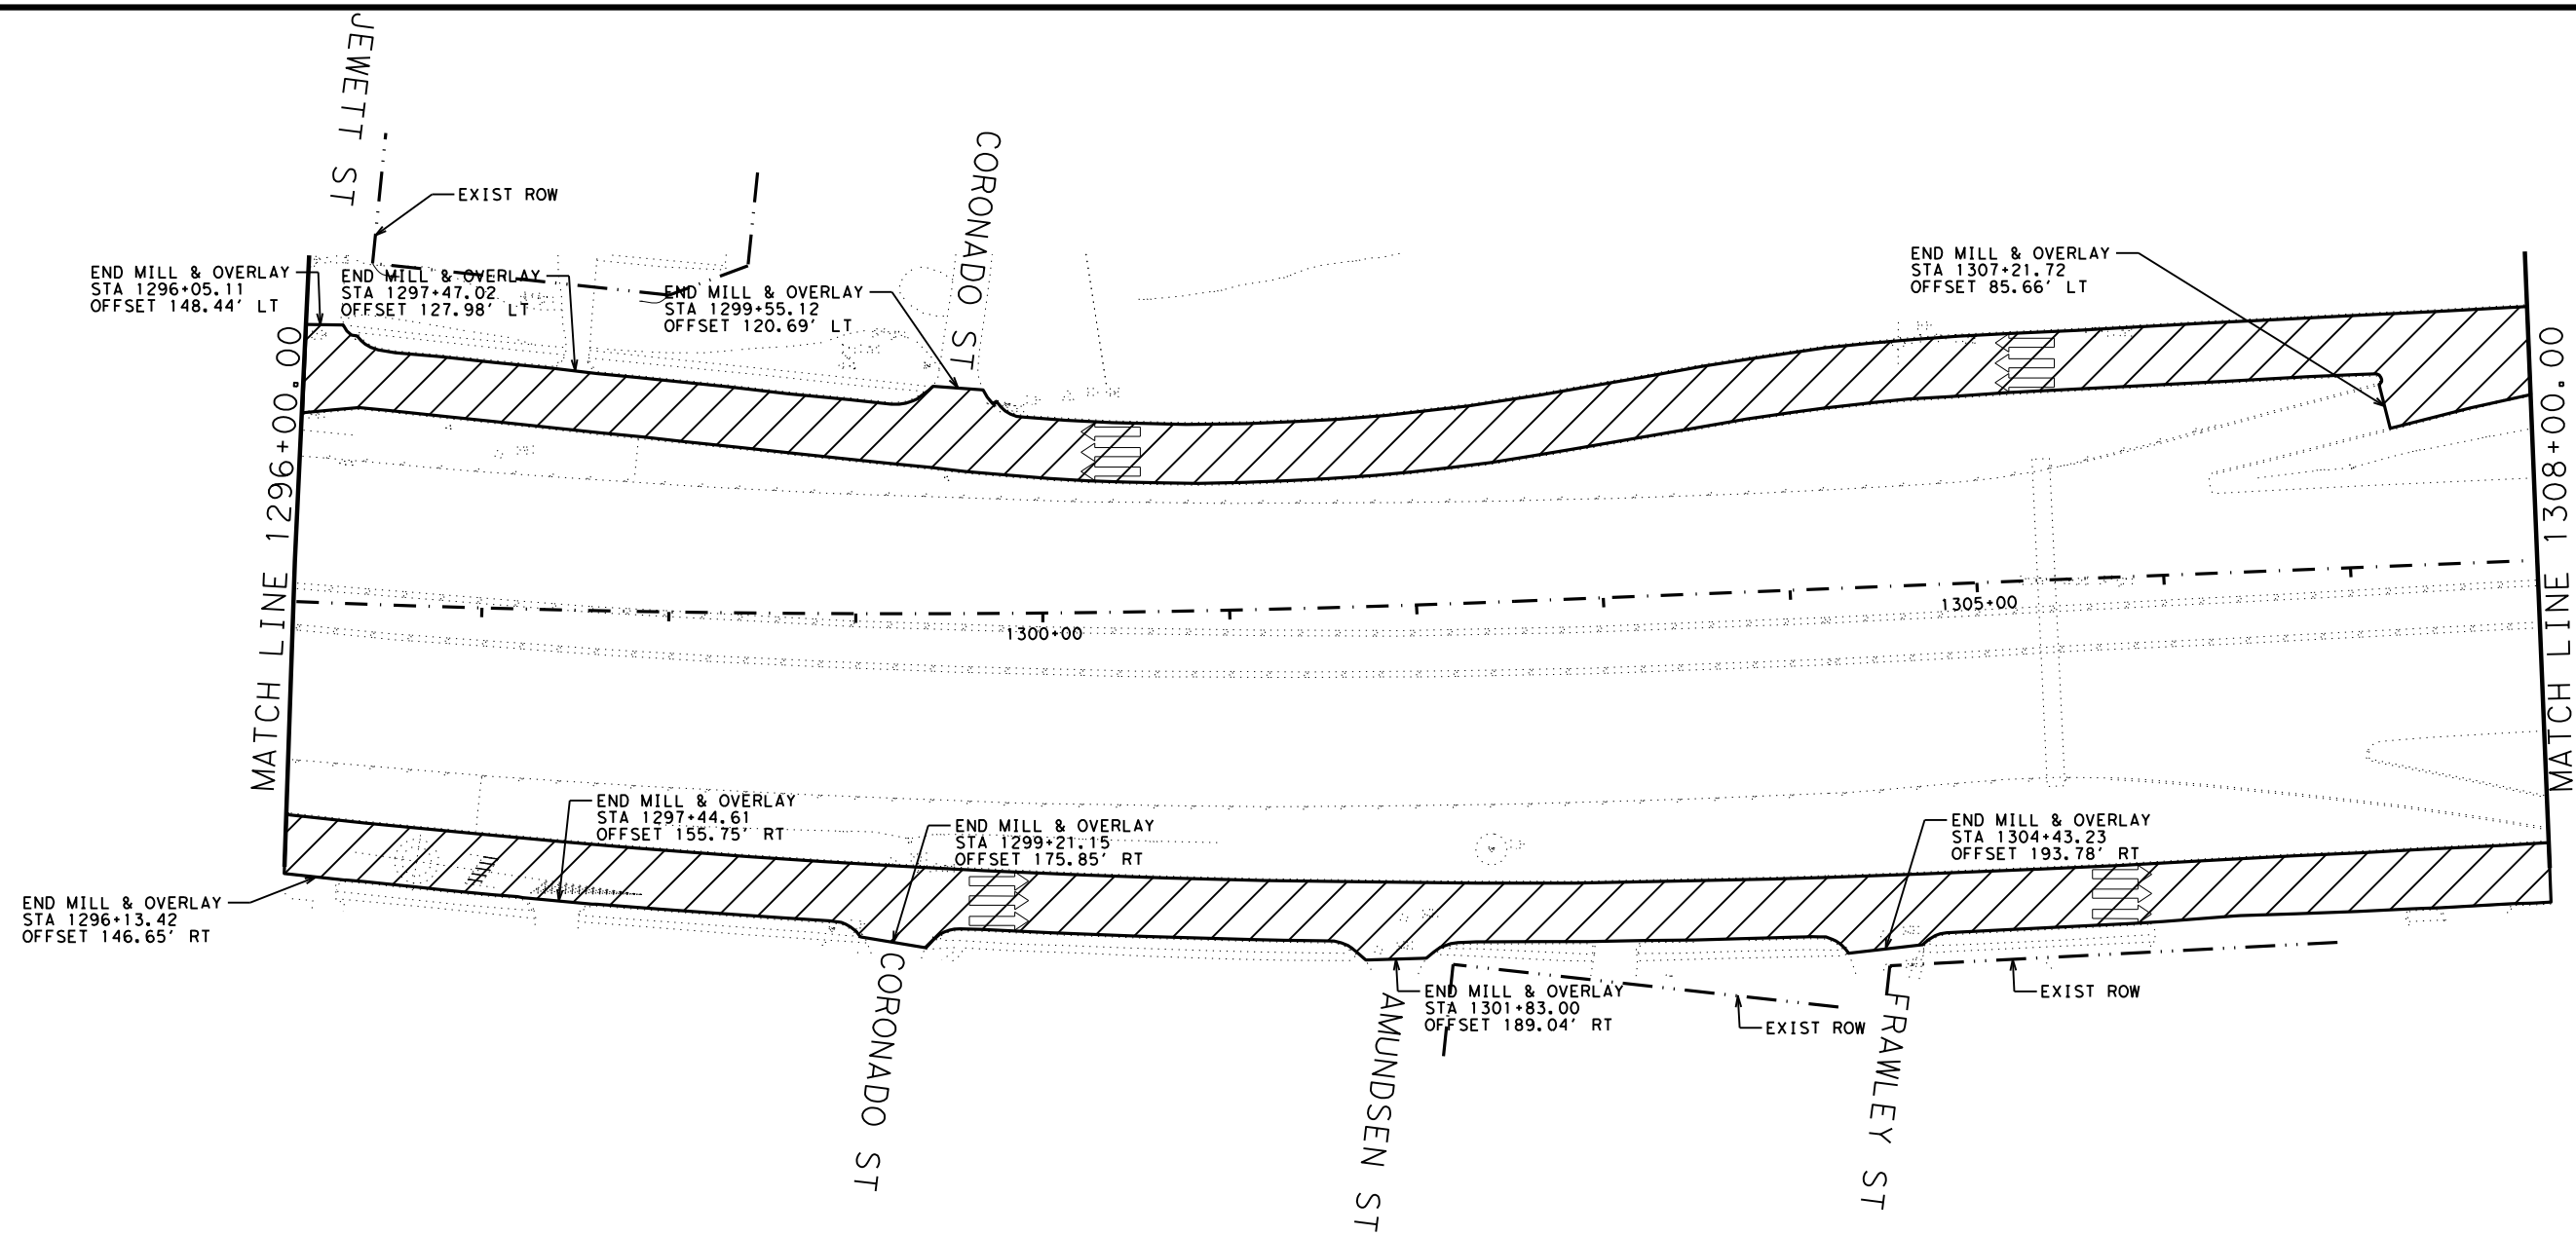 JEWETT ST
EXIST ROW
CORONADO ST
END MILL & OVERLAY
STA 1296+05.11
OFFSET 148.44' LT
END MILL & OVERLAY
STA 1297+47.02
OFFSET 127.98' LT
END MILL & OVERLAY
STA 1299+55.12
OFFSET 120.69' LT
END MILL & OVERLAY
STA 1307+21.72
OFFSET 85.66' LT
MATCH LINE 1296+00.00
MATCH LINE 1308+00.00
1300+00
1305+00
END MILL & OVERLAY
STA 1297+44.61
OFFSET 155.75' RT
END MILL & OVERLAY
STA 1299+21.15
OFFSET 175.85' RT
END MILL & OVERLAY
STA 1304+43.23
OFFSET 193.78' RT
END MILL & OVERLAY
STA 1296+13.42
OFFSET 146.65' RT
CORONADO ST
AMUNDSEN ST
END MILL & OVERLAY
STA 1301+83.00
OFFSET 189.04' RT
EXIST ROW
FRAWLEY ST
EXIST ROW